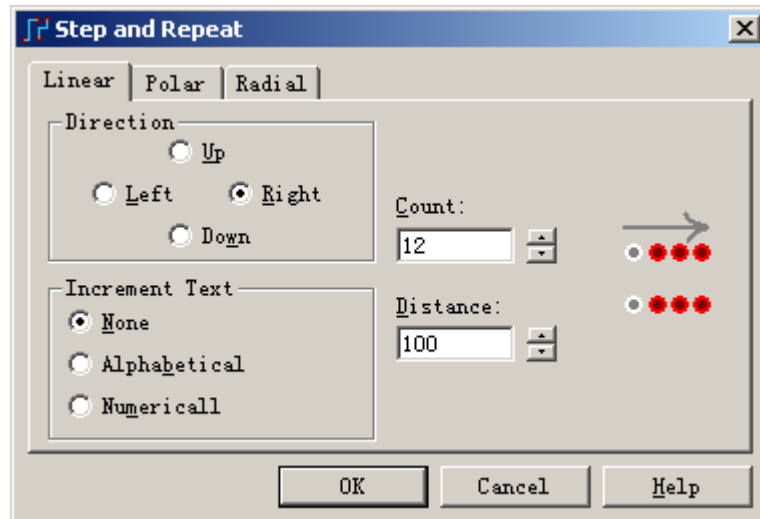 Step and Repeat
Linear Polar Radial
Direction
Up
Left Right
Down
Count:
12
Increment Text
None
Alphabetical
Numericall
Distance:
100
OK Cancel Help